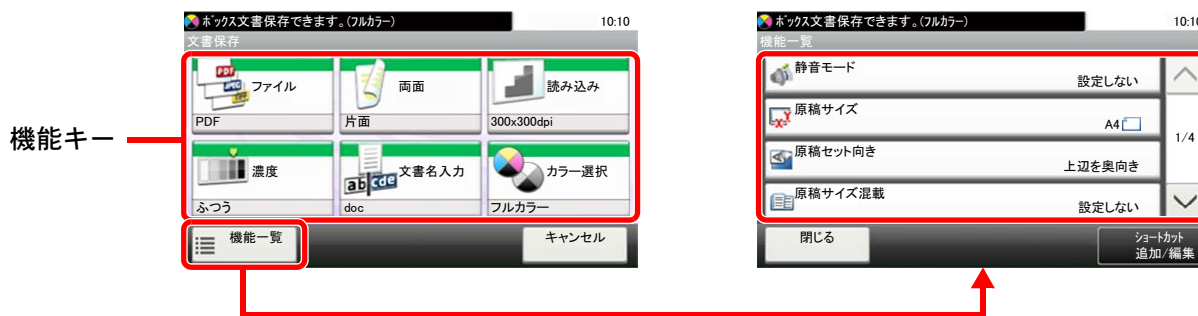 ボックス文書保存できます。(フルカラー) 10:10
文書保存
ファイル
PDF
両面
片面
読み込み
300x300dpi
機能キー
濃度
ふつう
文書名入力
doc
カラー選択
フルカラー
機能一覧
キャンセル
ボックス文書保存できます。(フルカラー) 10:10
機能一覧
静音モード
設定しない
原稿サイズ
A4
1/4
原稿セット向き
上辺を奥向き
原稿サイズ混載
設定しない
閉じる
ショートカット
追加/編集